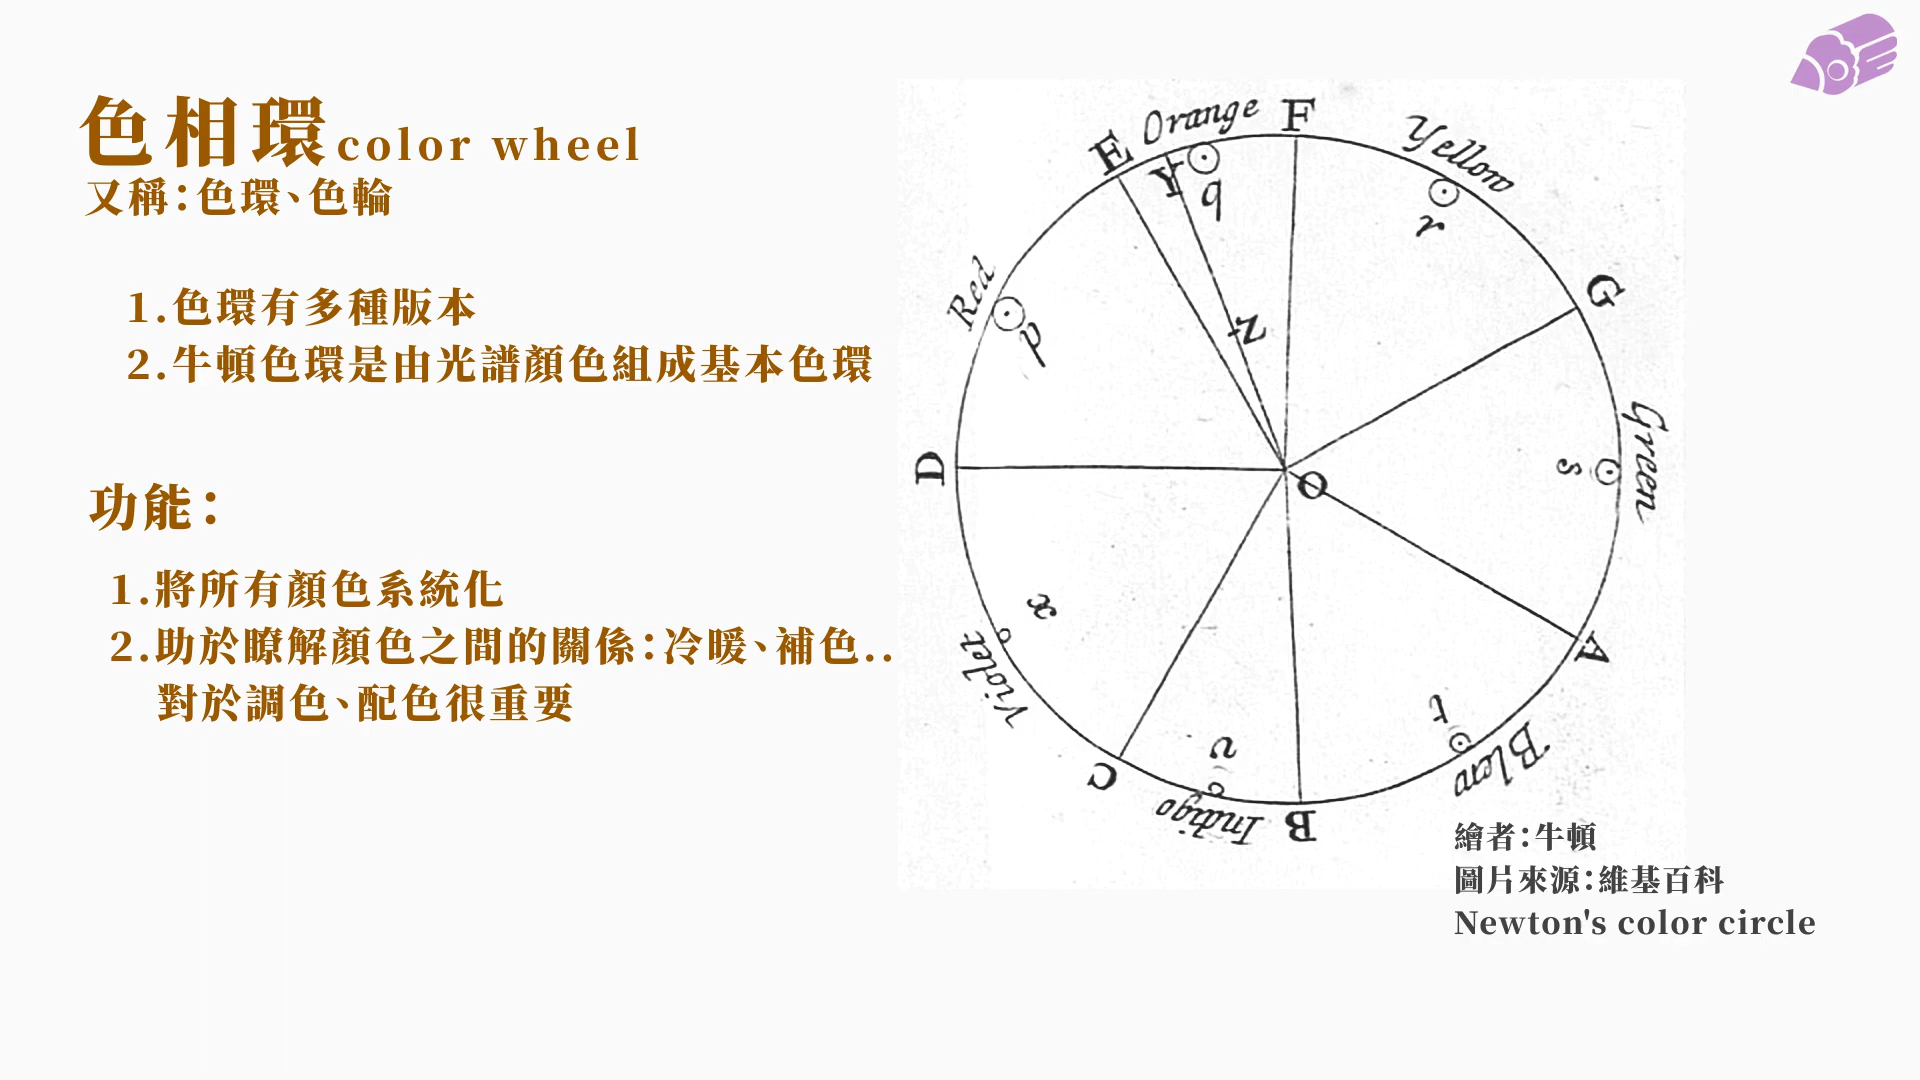 色相環color wheel
又稱：色環、色輪
1.色環有多種版本
2.牛頓色環是由光譜顏色組成基本色環
功能：
1.將所有顏色系統化
2.助於瞭解顏色之間的關係：冷暖、補色..
對於調色、配色很重要
Orange
F
Yellow
E
Y
q
r
Red
p
Z
G
D
O
s
Green
x
Violet
A
t
Blew
C
v
Indigo
B
繪者：牛頓
圖片來源：維基百科
Newton's color circle